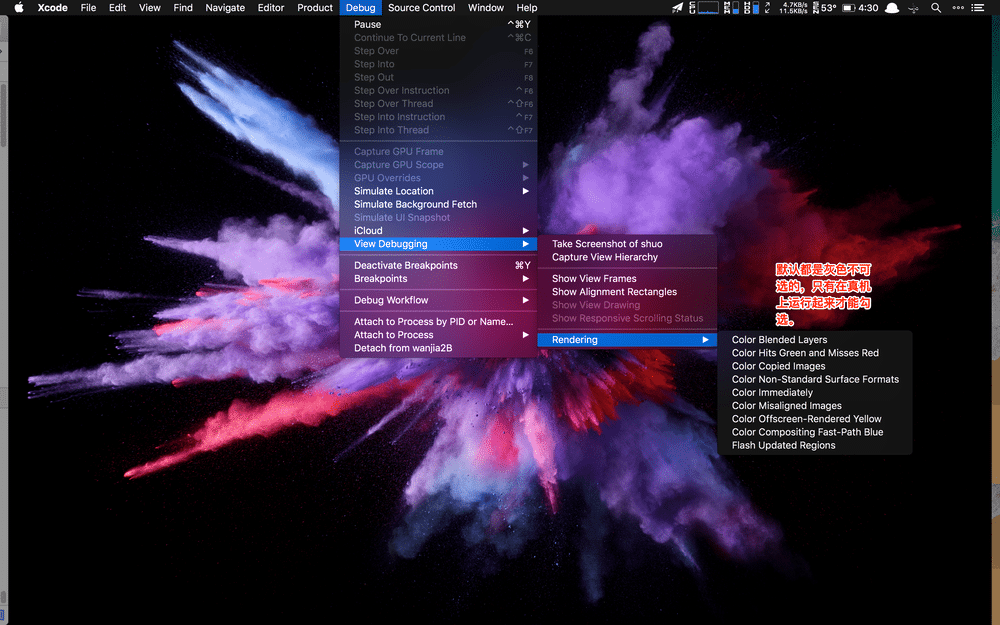 Xcode File Edit View Find Navigate Editor Product Debug Source Control Window Help 4.7KB/s 11.5KB/s 53° 4:30
Pause ^⌘Y
Continue To Current Line ^⌘C
Step Over F6
Step Into F7
Step Out F8
Step Over Instruction ^F6
Step Over Thread ^⇧F6
Step Into Instruction ^F7
Step Into Thread ^⇧F7
Capture GPU Frame
Capture GPU Scope
GPU Overrides
Simulate Location
Simulate Background Fetch
Simulate UI Snapshot
iCloud
View Debugging
Deactivate Breakpoints ⌘Y
Breakpoints
Debug Workflow
Attach to Process by PID or Name...
Attach to Process
Detach from wanjia2B
Take Screenshot of shuo
Capture View Hierarchy
Show View Frames
Show Alignment Rectangles
Show View Drawing
Show Responsive Scrolling Status
Rendering
默认都是灰色不可
选的，只有在真机
上运行起来才能勾
选。
Color Blended Layers
Color Hits Green and Misses Red
Color Copied Images
Color Non-Standard Surface Formats
Color Immediately
Color Misaligned Images
Color Offscreen-Rendered Yellow
Color Compositing Fast-Path Blue
Flash Updated Regions